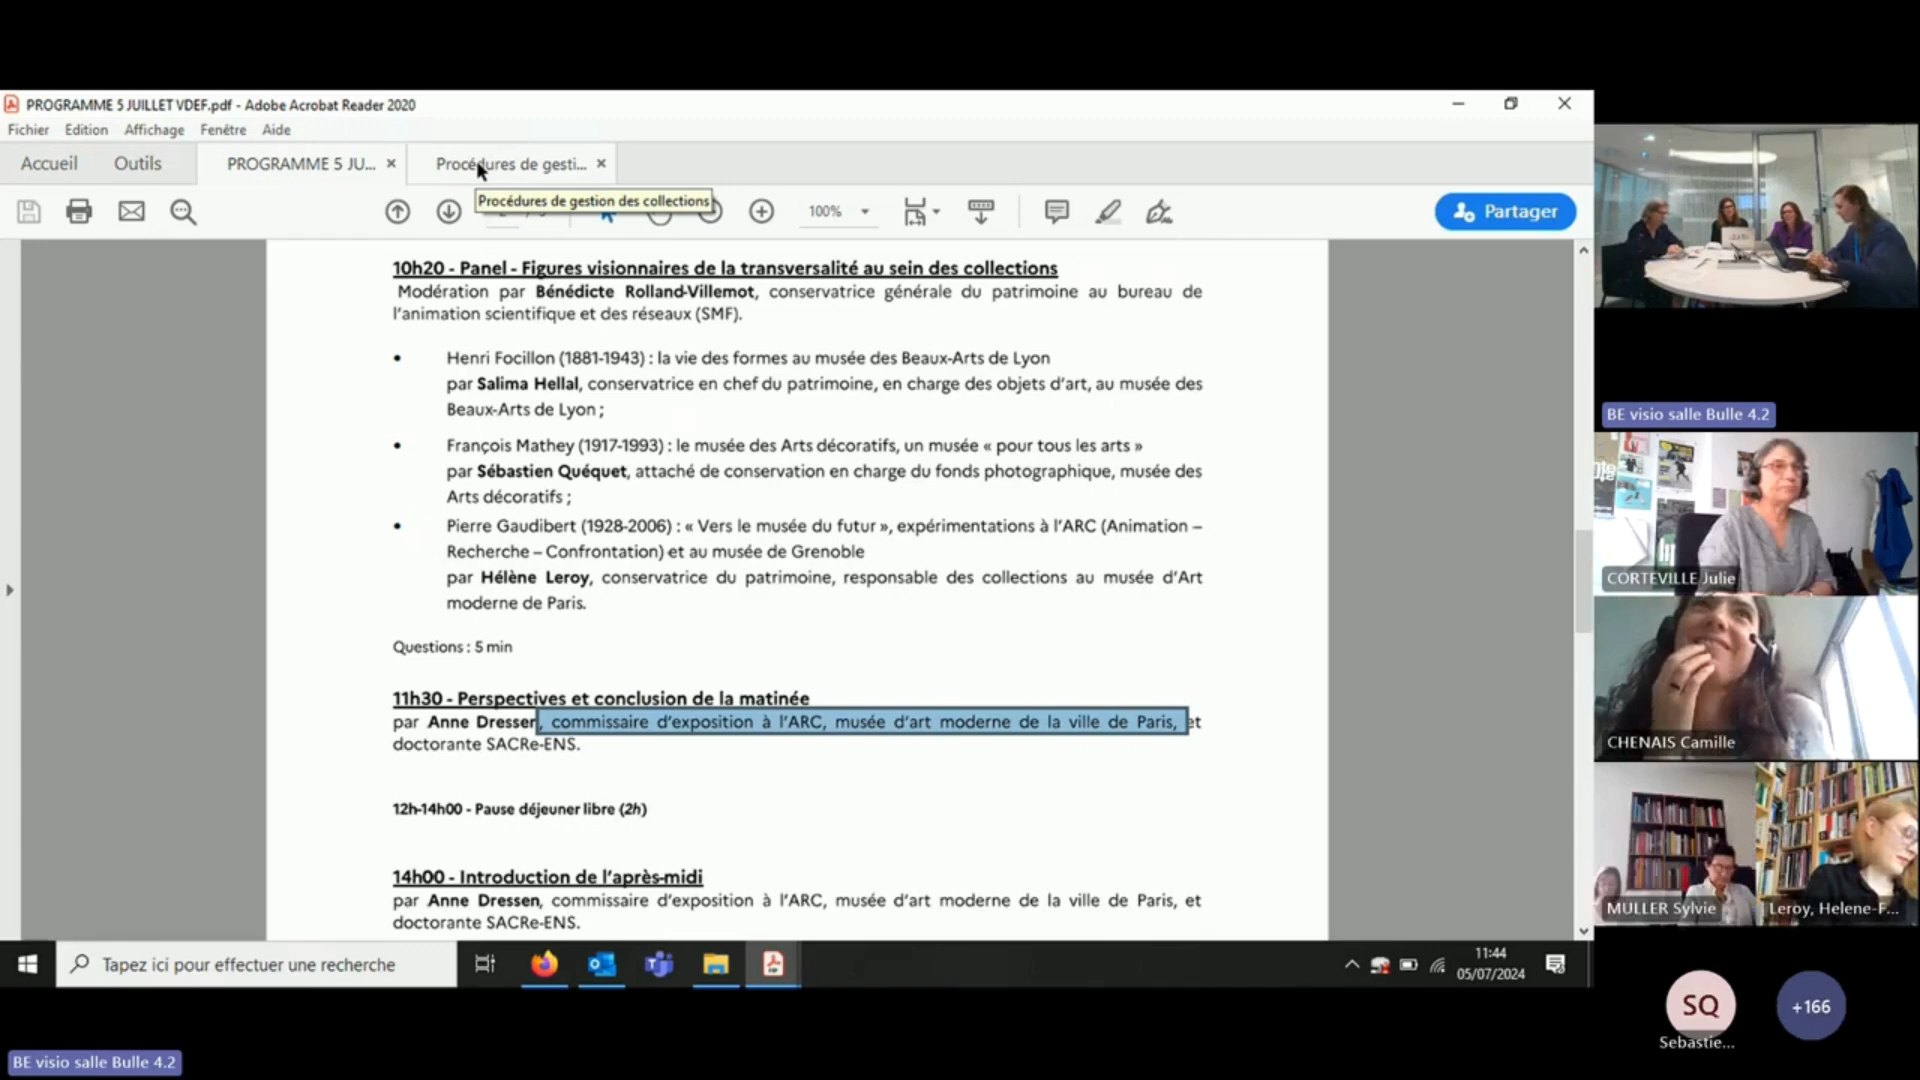 PROGRAMME 5 JUILLET VDEF.pdf - Adobe Acrobat Reader 2020
Fichier Edition Affichage Fenêtre Aide
Accueil Outils PROGRAMME 5 JU... Procédures de gesti...
Procédures de gestion des collections
100%
Partager
10h20 - Panel - Figures visionnaires de la transversalité au sein des collections
Modération par Bénédicte Rolland-Villemot, conservatrice générale du patrimoine au bureau de
l'animation scientifique et des réseaux (SMF).
• Henri Focillon (1881-1943) : la vie des formes au musée des Beaux-Arts de Lyon
par Salima Hellal, conservatrice en chef du patrimoine, en charge des objets d'art, au musée des
Beaux-Arts de Lyon ;
• François Mathey (1917-1993) : le musée des Arts décoratifs, un musée « pour tous les arts »
par Sébastien Quéquet, attaché de conservation en charge du fonds photographique, musée des
Arts décoratifs ;
• Pierre Gaudibert (1928-2006) : « Vers le musée du futur », expérimentations à l'ARC (Animation –
Recherche – Confrontation) et au musée de Grenoble
par Hélène Leroy, conservatrice du patrimoine, responsable des collections au musée d'Art
moderne de Paris.
Questions : 5 min
11h30 - Perspectives et conclusion de la matinée
par Anne Dressen, commissaire d'exposition à l'ARC, musée d'art moderne de la ville de Paris, et
doctorante SACRe-ENS.
12h-14h00 - Pause déjeuner libre (2h)
14h00 - Introduction de l'après-midi
par Anne Dressen, commissaire d'exposition à l'ARC, musée d'art moderne de la ville de Paris, et
doctorante SACRe-ENS.
Tapez ici pour effectuer une recherche
11:44
05/07/2024
BE visio salle Bulle 4.2
CORTEVILLE Julie
CHENAIS Camille
MULLER Sylvie
Leroy, Helene-F...
SQ
Sebastie...
+166
BE visio salle Bulle 4.2